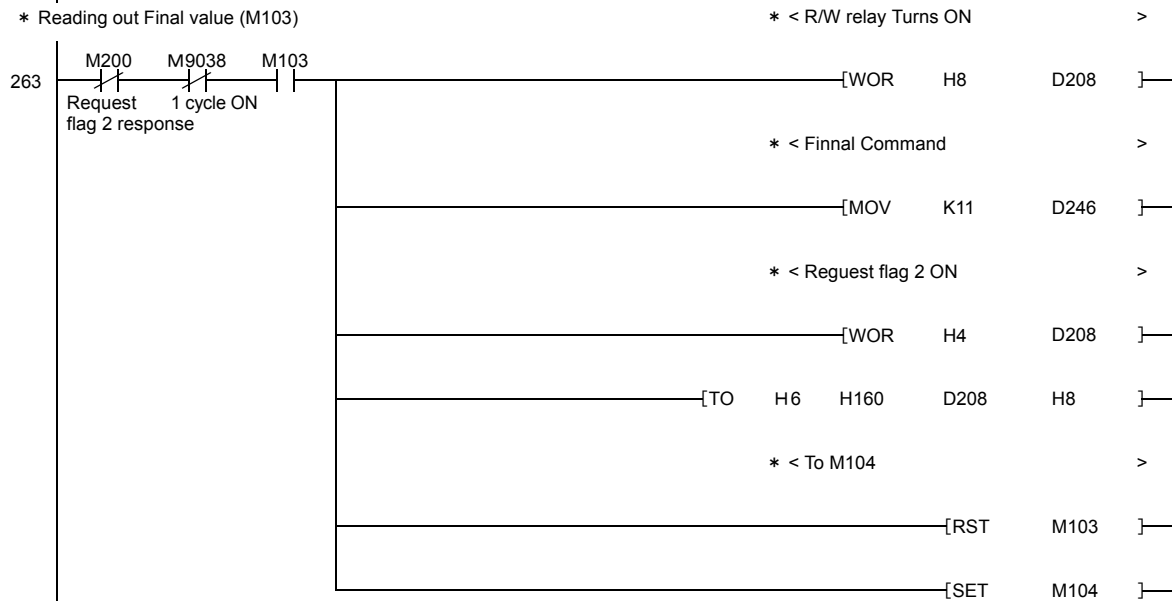 * Reading out Final value (M103)
* < R/W relay Turns ON >
M200 M9038 M103
263 [WOR H8 D208 ]
Request 1 cycle ON
flag 2 response
* < Finnal Command >
[MOV K11 D246 ]
* < Reguest flag 2 ON >
[WOR H4 D208 ]
[TO H6 H160 D208 H8 ]
* < To M104 >
[RST M103 ]
[SET M104 ]